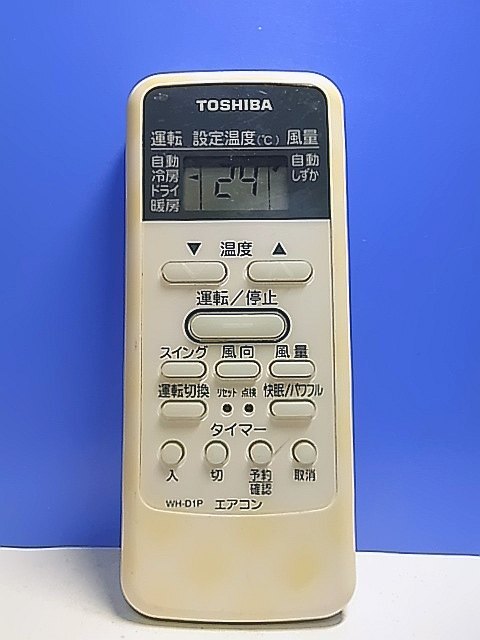 TOSHIBA
運転 設定温度(℃) 風量
自動 自動
冷房 24 しずか
ドライ
暖房
▼ 温度 ▲
運転/停止
スイング 風向 風量
運転切換 リセット 点検 快眠/パワフル
タイマー
入 切 予約 取消
確認
WH-D1P エアコン